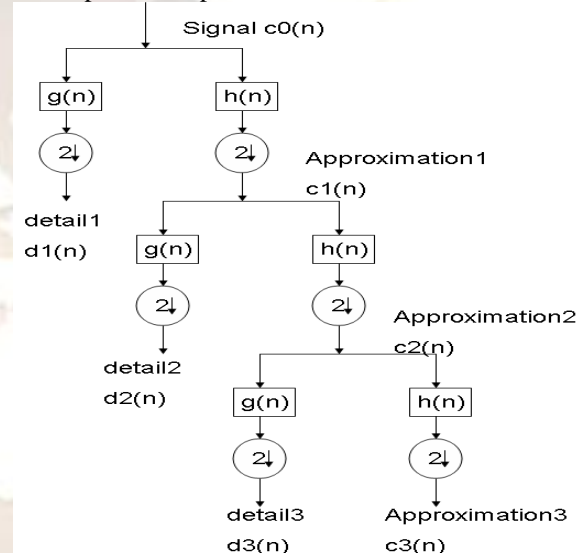 Signal c0(n)
g(n)
h(n)
2↓
2↓
Approximation1
c1(n)
detail1
d1(n)
g(n)
h(n)
2↓
2↓
Approximation2
c2(n)
detail2
d2(n)
g(n)
h(n)
2↓
2↓
detail3
d3(n)
Approximation3
c3(n)